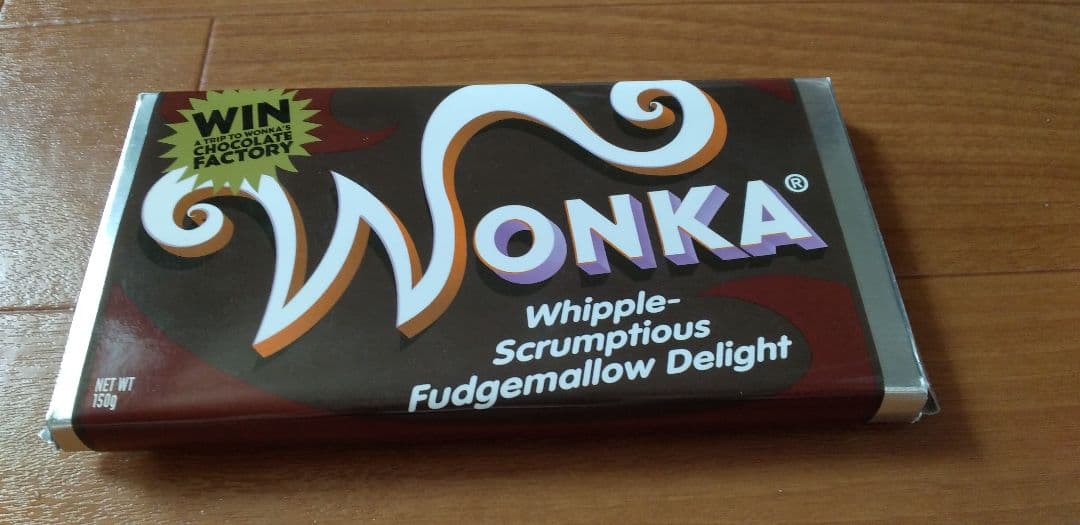 WIN
A TRIP TO WONKA'S
CHOCOLATE
FACTORY
WONKA®
Whipple-
Scrumptious
Fudgemallow Delight
NET WT
150g